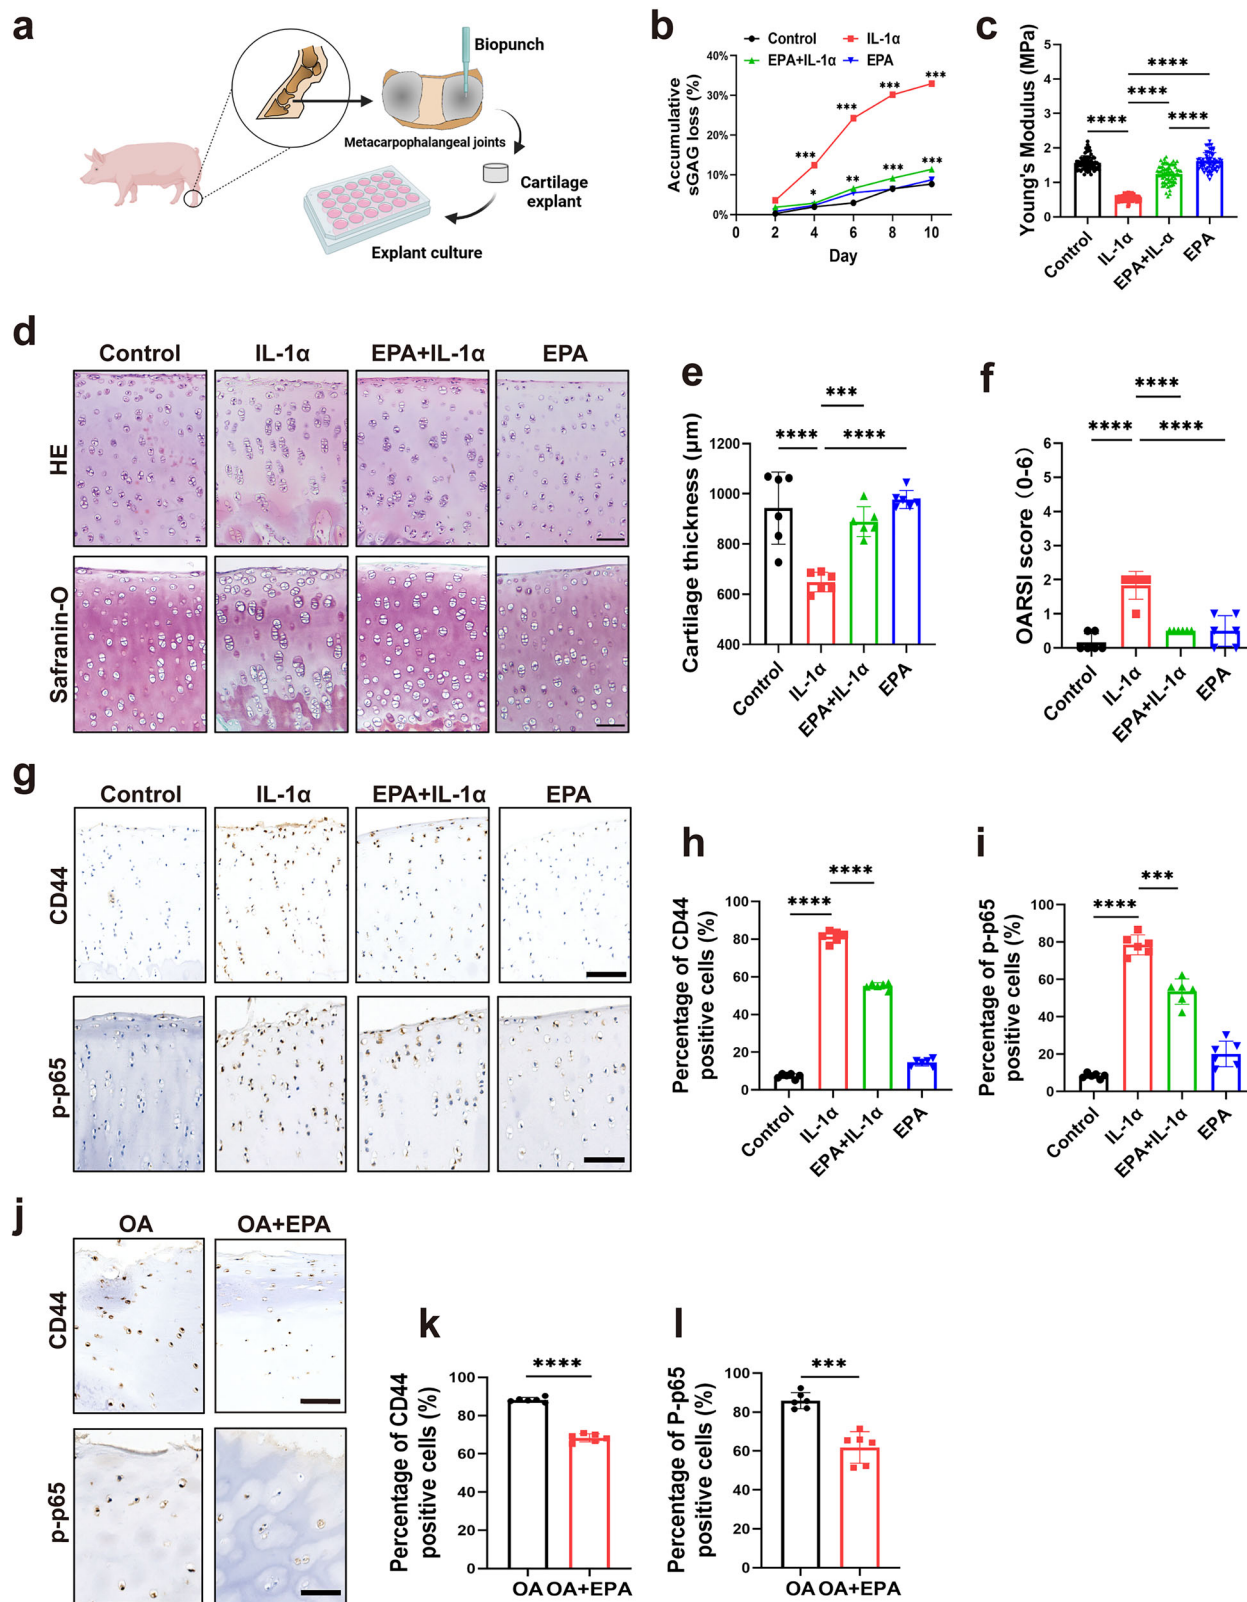 a
Biopunch
Metacarpophalangeal joints
Cartilage
explant
Explant culture
b
Control
IL-1α
EPA+IL-1α
EPA
Accumulative
sGAG loss (%)
40%
30%
20%
10%
0%
***
***
***
***
*
**
***
***
0 2 4 6 8 10
Day
c
Young's Modulus (MPa)
5
4
3
2
1
0
****
****
**** ****
Control IL-1α EPA+IL-α EPA
d
Control IL-1α EPA+IL-1α EPA
HE
Safranin-O
e
Cartilage thickness (μm)
1200
1000
800
600
400
***
**** ****
Control IL-1α EPA+IL-1α EPA
f
OARSI score（0-6)
6
5
4
3
2
1
0
****
**** ****
Control IL-1α EPA+IL-1α EPA
g
Control IL-1α EPA+IL-1α EPA
CD44
p-p65
h
Percentage of CD44
positive cells (%)
100
80
60
40
20
0
****
****
Control IL-1α EPA+IL-1α EPA
i
Percentage of p-p65
positive cells (%)
100
80
60
40
20
0
***
****
Control IL-1α EPA+IL-1α EPA
j
OA OA+EPA
CD44
p-p65
k
Percentage of CD44
positive cells (%)
100
80
60
40
20
0
****
OA OA+EPA
l
Percentage of P-p65
positive cells (%)
100
80
60
40
20
0
***
OA OA+EPA